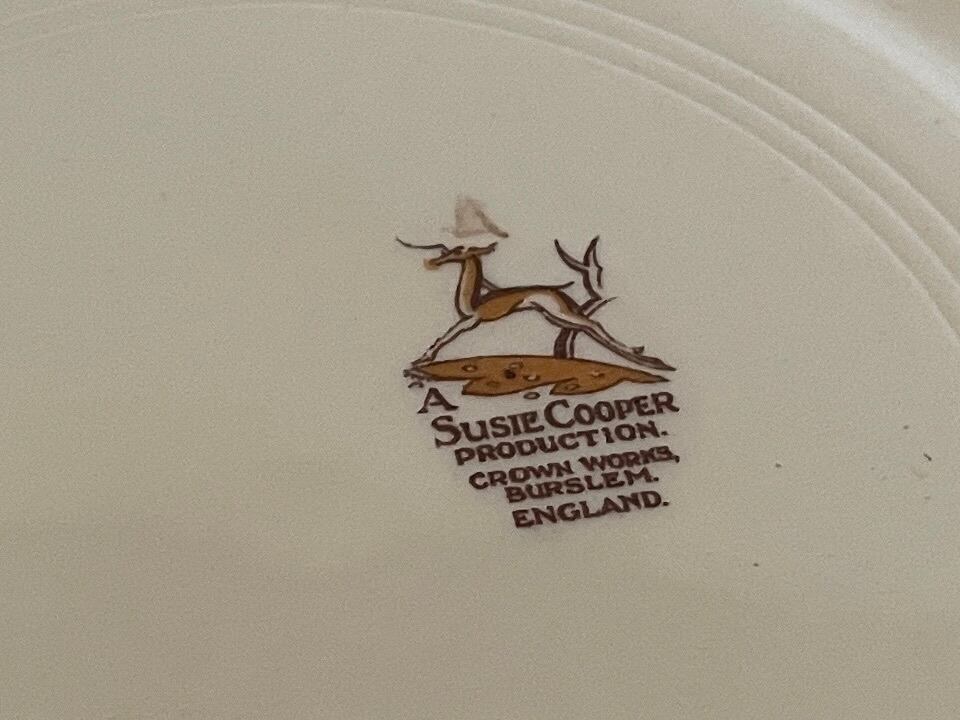 A
SUSIE COOPER
PRODUCTION.
CROWN WORKS,
BURSLEM.
ENGLAND.